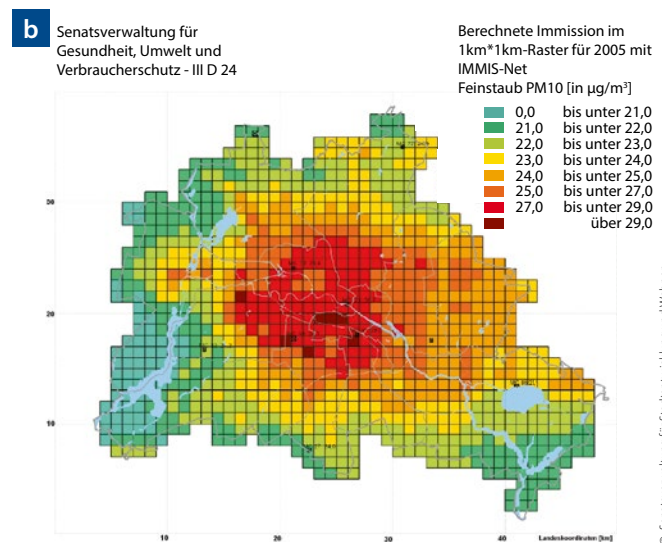 b
Senatsverwaltung für
Gesundheit, Umwelt und
Verbraucherschutz - III D 24
Berechnete Immission im
1km*1km-Raster für 2005 mit
IMMIS-Net
Feinstaub PM10 [in µg/m³]
0,0 bis unter 21,0
21,0 bis unter 22,0
22,0 bis unter 23,0
23,0 bis unter 24,0
24,0 bis unter 25,0
25,0 bis unter 27,0
27,0 bis unter 29,0
über 29,0
20
10
10
20
30
40
Landeskoordinaten [km]